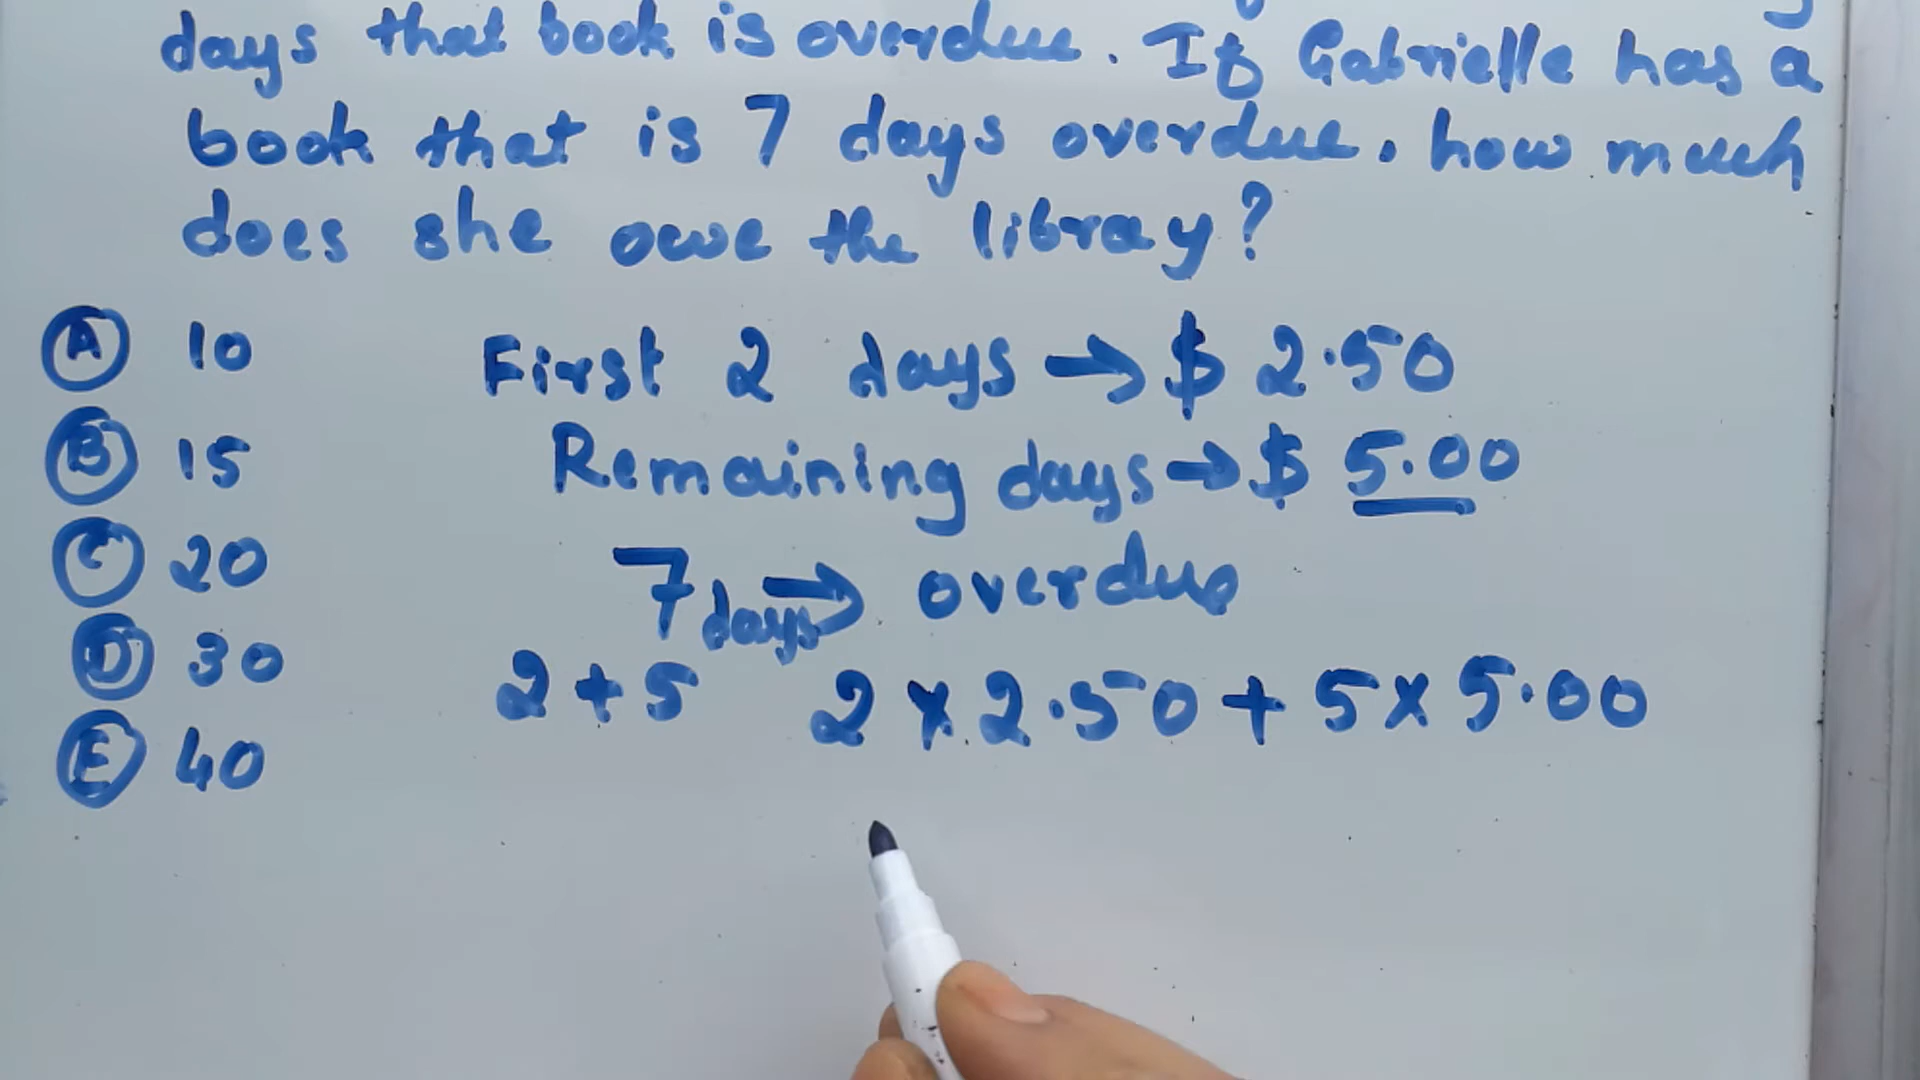 days that book is overdue. If Gabrielle has a
book that is 7 days overdue. how much
does she owe the library?
A 10
First 2 days → $ 2.50
B 15
Remaining days → $ 5.00
C 20
7 days → overdue
D 30
2 + 5 2 × 2.50 + 5 × 5.00
E 40